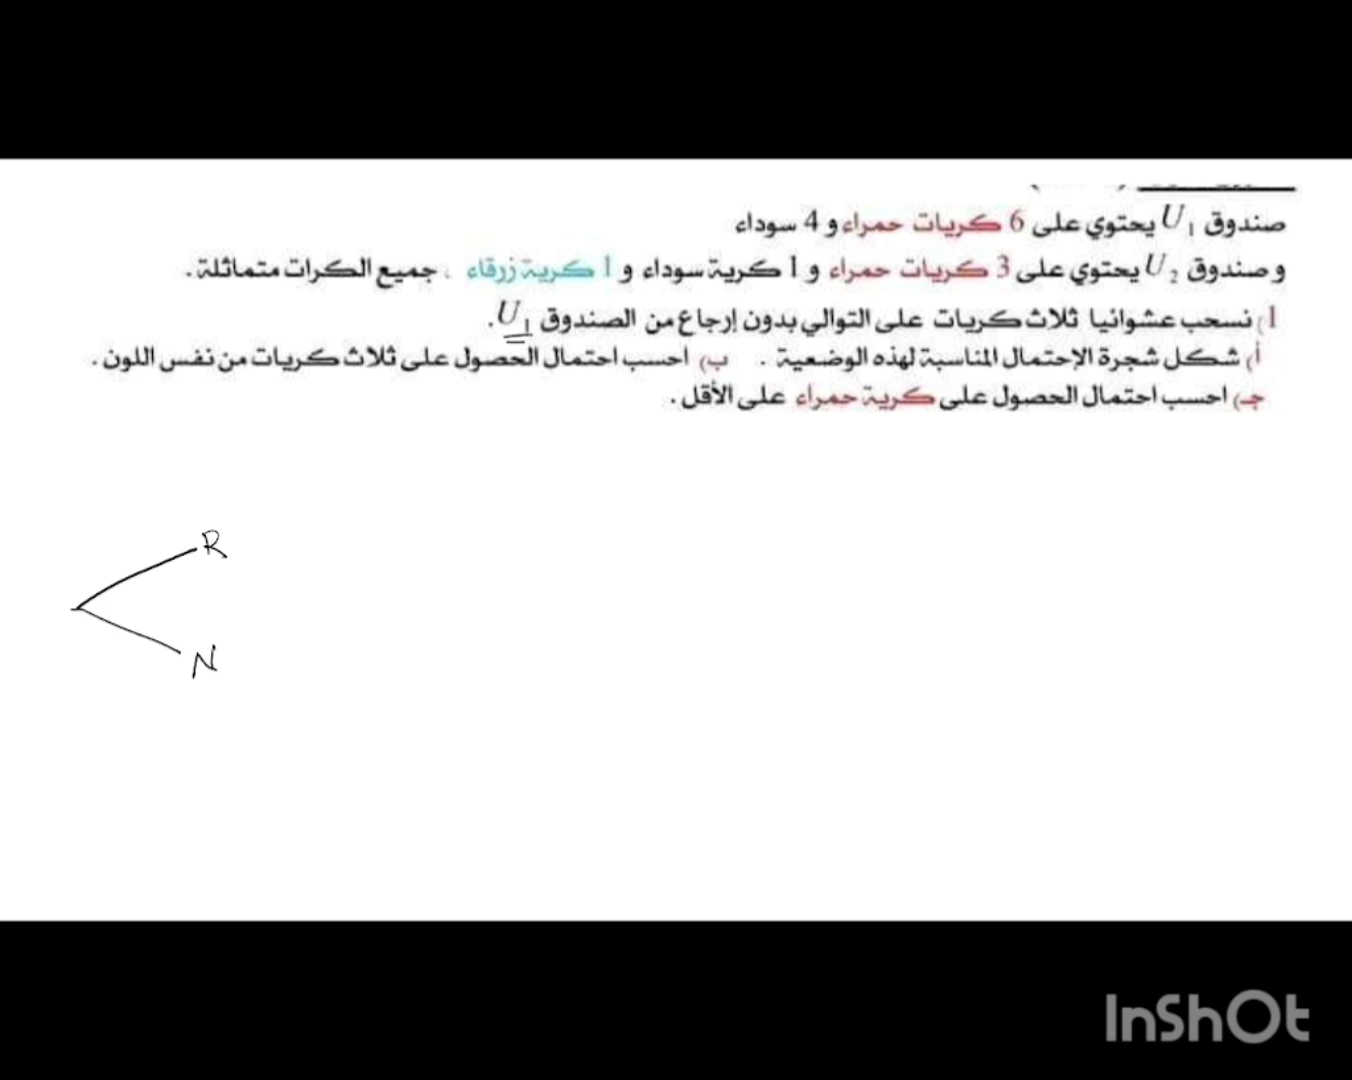 صندوق U₁ يحتوي على 6 كريات حمراء و 4 سوداء
و صندوق U₂ يحتوي على 3 كريات حمراء و 1 كرية سوداء و 1 كرية زرقاء ، جميع الكرات متماثلة .
1) نسحب عشوائيا ثلاث كريات على التوالي بدون إرجاع من الصندوق U₁.
أ) شكل شجرة الإحتمال المناسبة لهذه الوضعية . ب) احسب احتمال الحصول على ثلاث كريات من نفس اللون .
جـ) احسب احتمال الحصول على كرية حمراء على الأقل .
R
N
InShOt